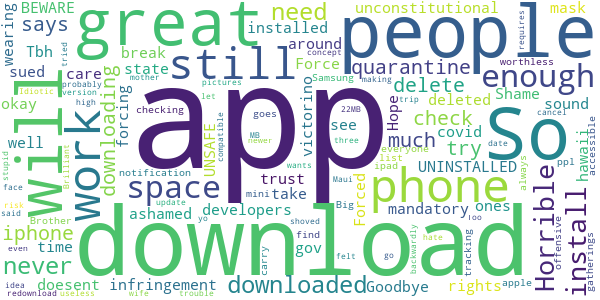 BEWARE great people unconstitutional mask
wearing says need
Tbh installed worthless
sued break still around Force quarantine enough
care state Samsung delete
okay mother pictures 22MB deleted Shame sound
probably tried concept requires
Idiotic version high checking let goes MB
will work downloading forcing app victorino Hope check covid So hawaii accessible
well UNSAFE compatible see much try date cancel
notification newer three everyone ppl
stupid Brilliant space trust wants making trip list UNINSTALLED always
face mini take Maui ipad phone Horrible install
risk update Forced mandatory ones
said Brother ashamed developers yo Big
iphone time download gov tracking loo offensive
even shoved find carry felt backwardly hate rights gatherings
never doesent infringement downloaded Goodbye apple
idea redownload useless wife trouble